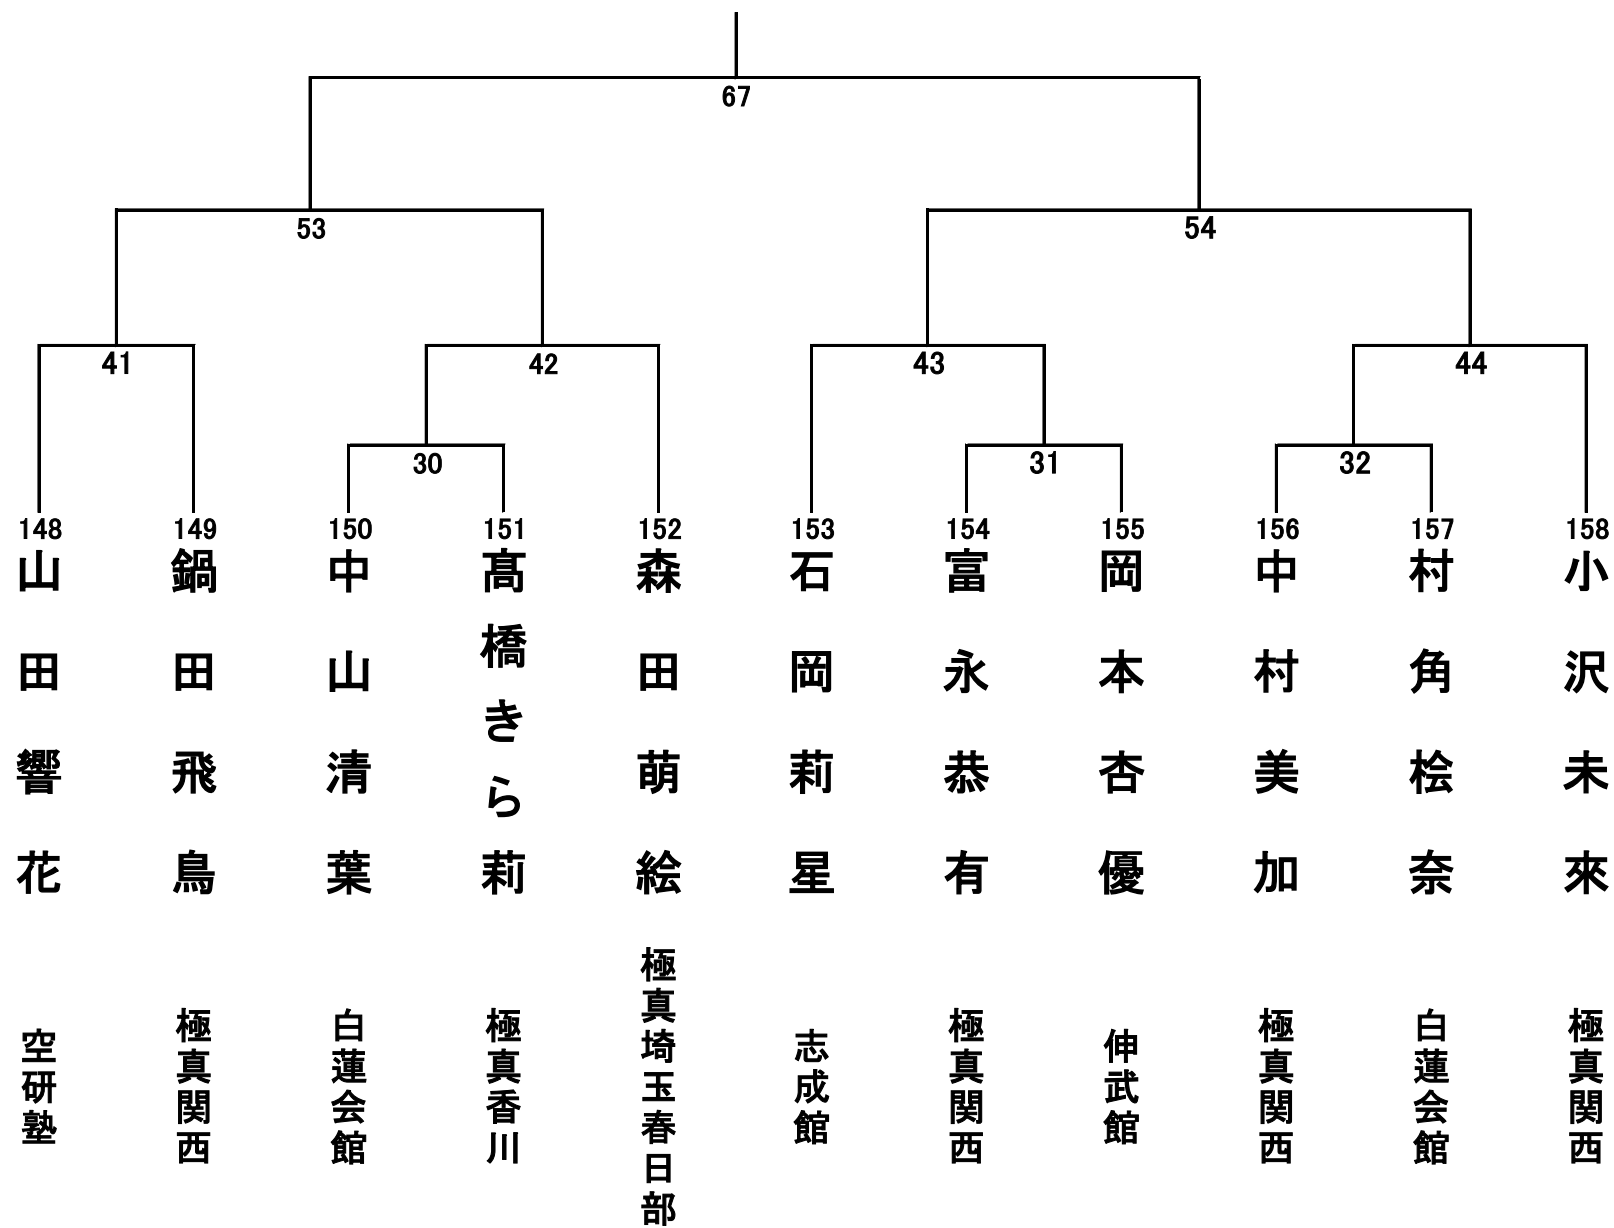 67
53
54
41
42
43
44
30
31
32
148
149
150
151
152
153
154
155
156
157
158
山田響花
鍋田飛鳥
中山清葉
髙橋きら莉
森田萌絵
石岡莉星
富永恭有
岡本杏優
中村美加
村角桧奈
小沢未來
空研塾
極真関西
白蓮会館
極真香川
極真埼玉春日部
志成館
極真関西
伸武館
極真関西
白蓮会館
極真関西